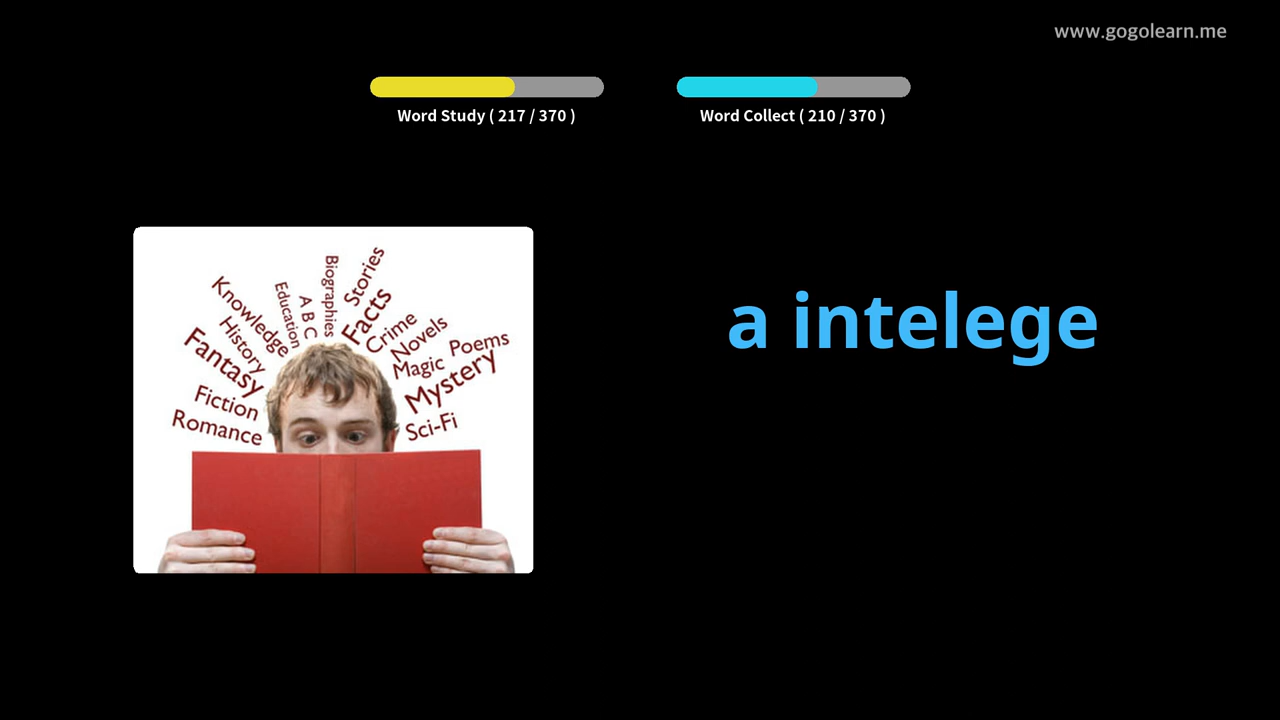 www.gogolearn.me
Word Study ( 217 / 370 )
Word Collect ( 210 / 370 )
a intelege
Romance
Fiction
Fantasy
History
Knowledge
Education
A B C
Biographies
Stories
Facts
Crime
Novels
Magic
Poems
Mystery
Sci-Fi